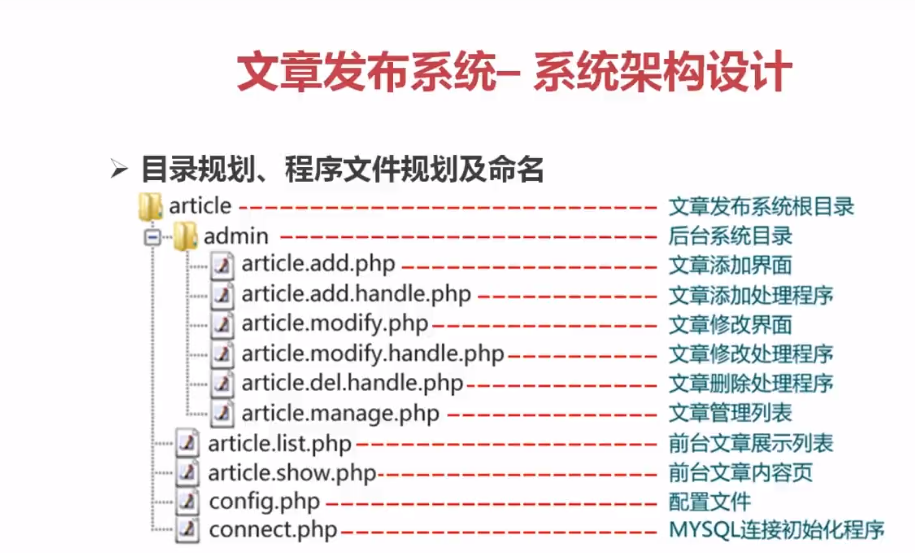 文章发布系统– 系统架构设计
目录规划、程序文件规划及命名
article 文章发布系统根目录
admin 后台系统目录
article.add.php 文章添加界面
article.add.handle.php 文章添加处理程序
article.modify.php 文章修改界面
article.modify.handle.php 文章修改处理程序
article.del.handle.php 文章删除处理程序
article.manage.php 文章管理列表
article.list.php 前台文章展示列表
article.show.php 前台文章内容页
config.php 配置文件
connect.php MYSQL连接初始化程序